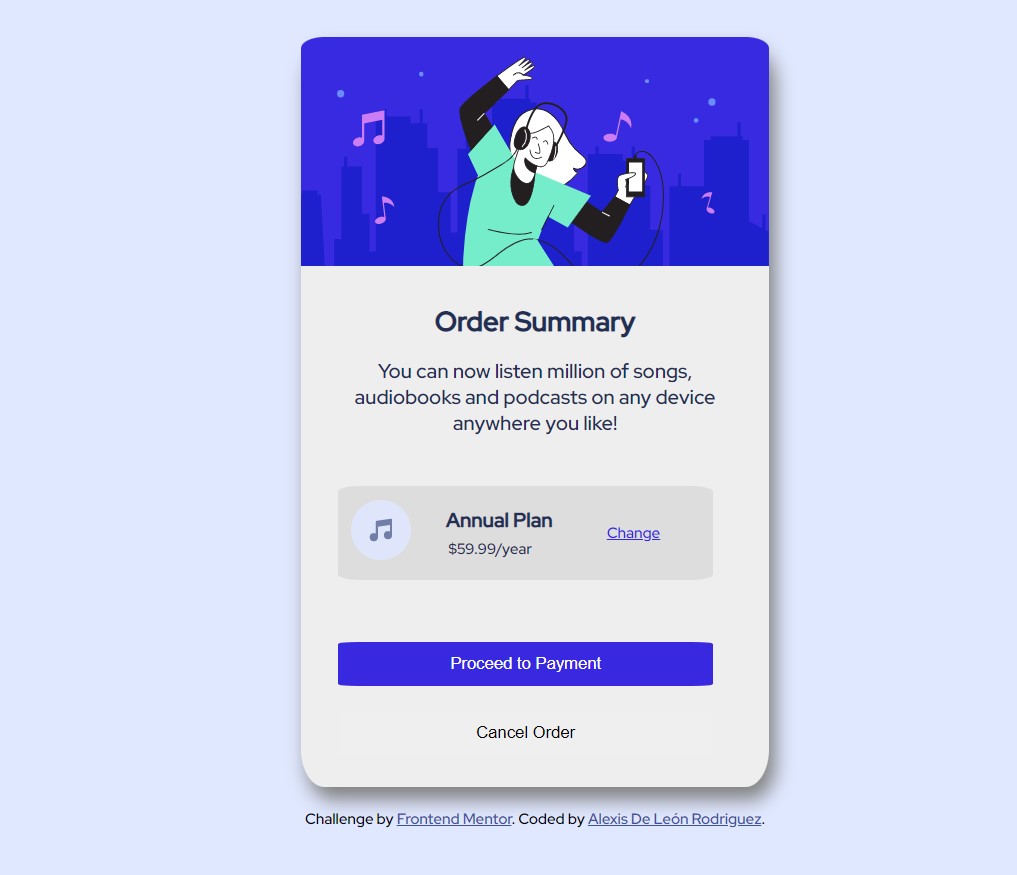 Order Summary
You can now listen million of songs,
audiobooks and podcasts on any device
anywhere you like!
Annual Plan
$59.99/year
Change
Proceed to Payment
Cancel Order
Challenge by Frontend Mentor. Coded by Alexis De León Rodriguez.